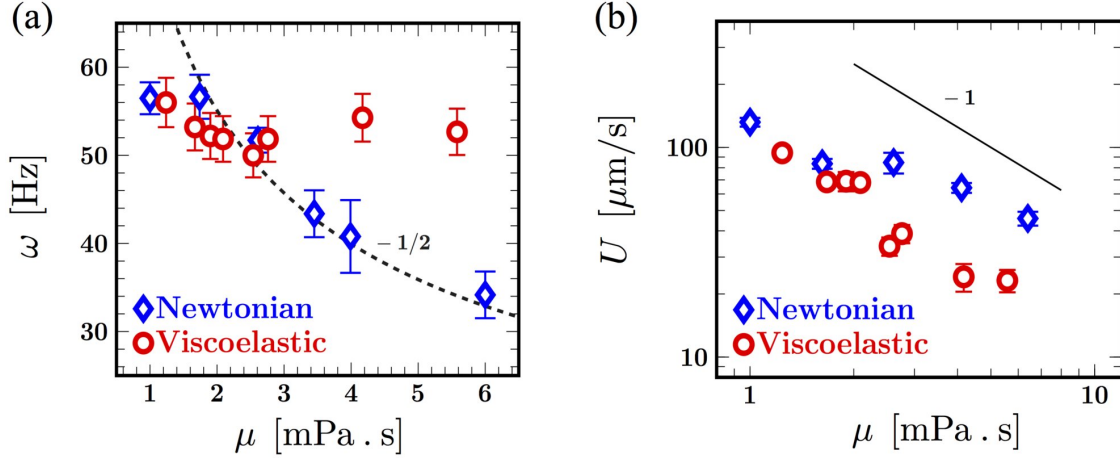 (a)
60
50
40
30
ω [Hz]
−1/2
Newtonian
Viscoelastic
1 2 3 4 5 6
μ [mPa . s]
(b)
100
10
U [μm/s]
−1
Newtonian
Viscoelastic
1 10
μ [mPa . s]